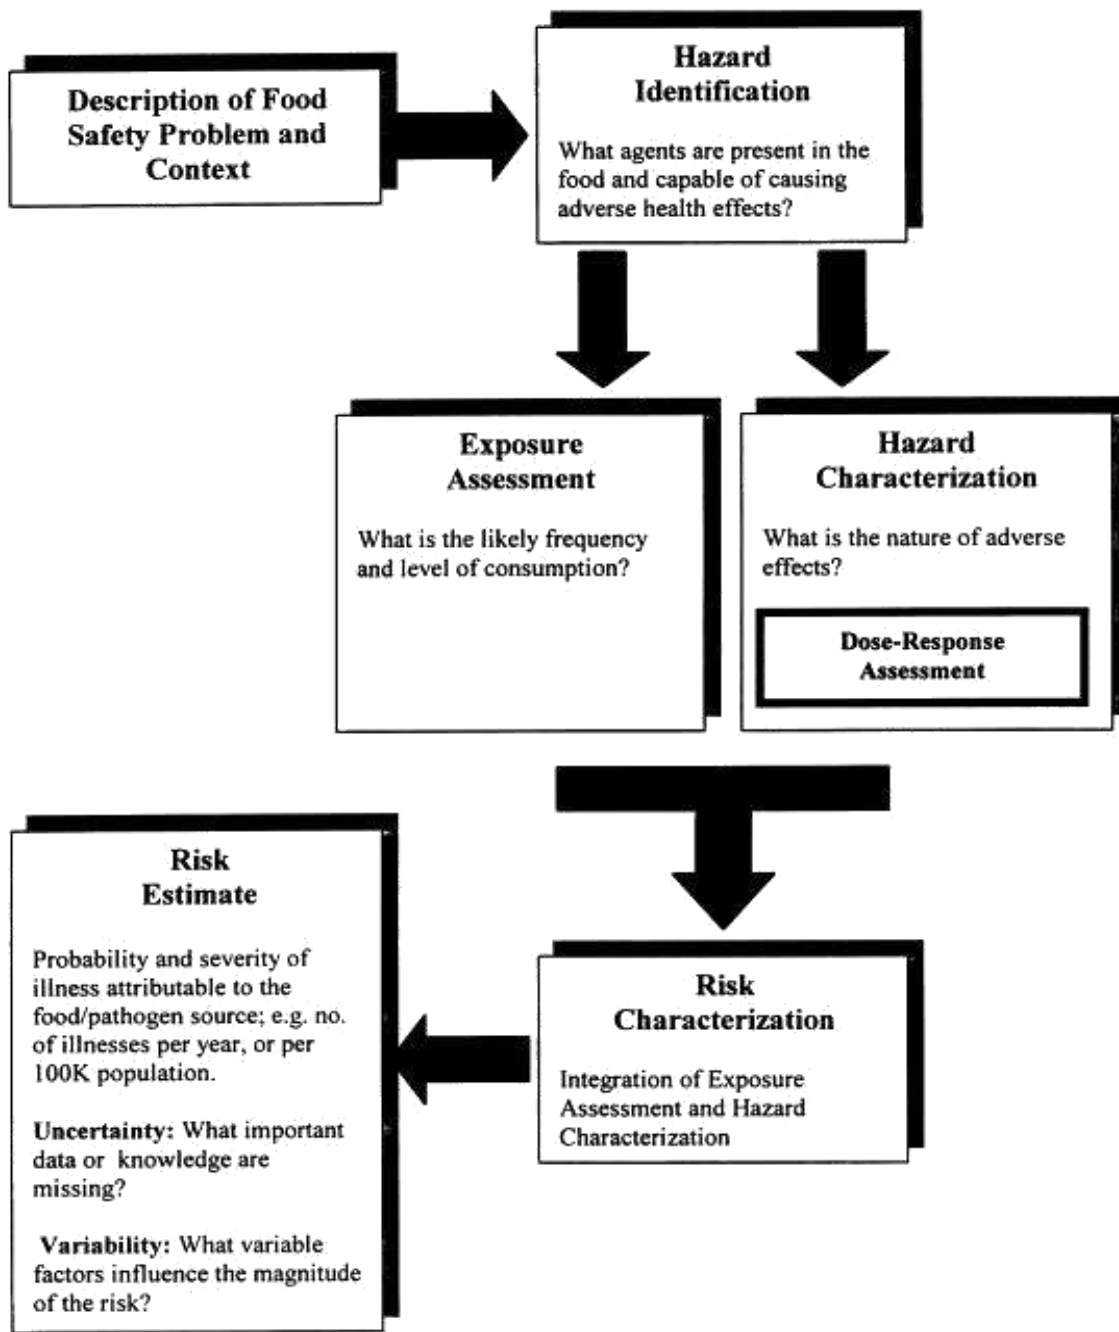 Description of Food
Safety Problem and
Context
Hazard
Identification
What agents are present in the
food and capable of causing
adverse health effects?
Exposure
Assessment
What is the likely frequency
and level of consumption?
Hazard
Characterization
What is the nature of adverse
effects?
Dose-Response
Assessment
Risk
Characterization
Integration of Exposure
Assessment and Hazard
Characterization
Risk
Estimate
Probability and severity of
illness attributable to the
food/pathogen source; e.g. no.
of illnesses per year, or per
100K population.
Uncertainty: What important
data or knowledge are
missing?
Variability: What variable
factors influence the magnitude
of the risk?